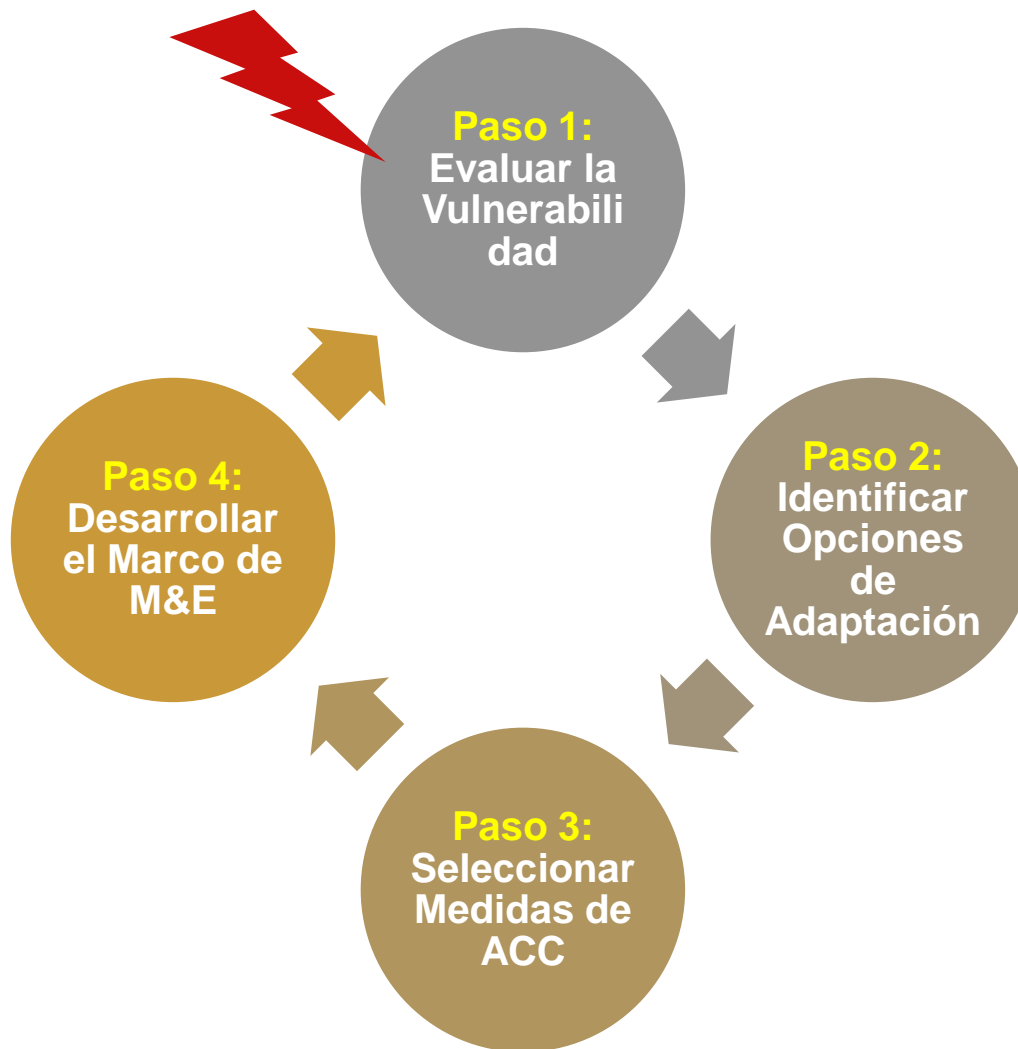 Paso 1:
Evaluar la
Vulnerabili
dad
Paso 2:
Identificar
Opciones
de
Adaptación
Paso 3:
Seleccionar
Medidas de
ACC
Paso 4:
Desarrollar
el Marco de
M&E